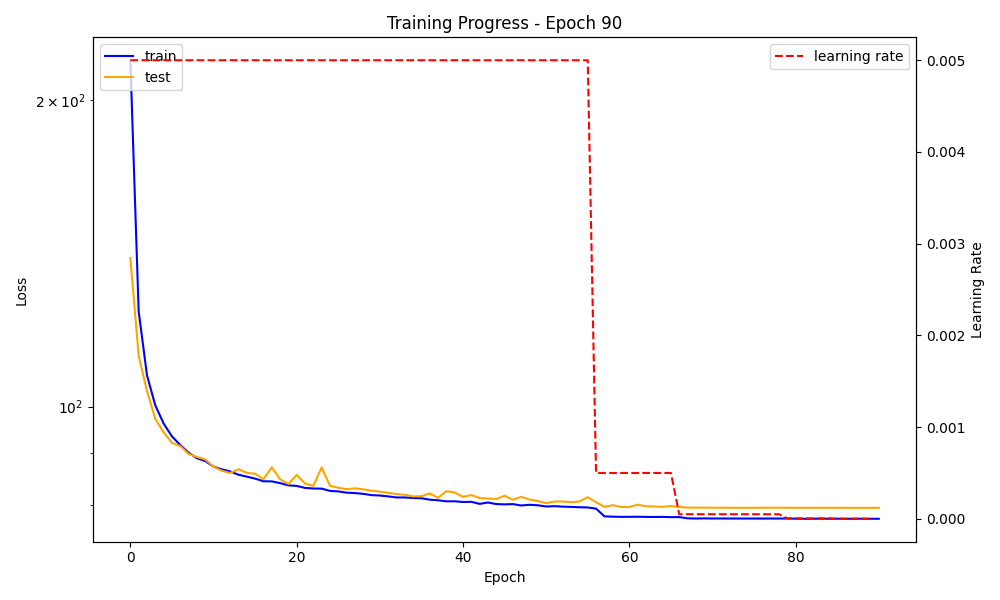 Training Progress - Epoch 90
train
test
learning rate
Loss
2 × 10²
10²
0.005
0.004
0.003
0.002
0.001
0.000
Learning Rate
0
20
40
60
80
Epoch